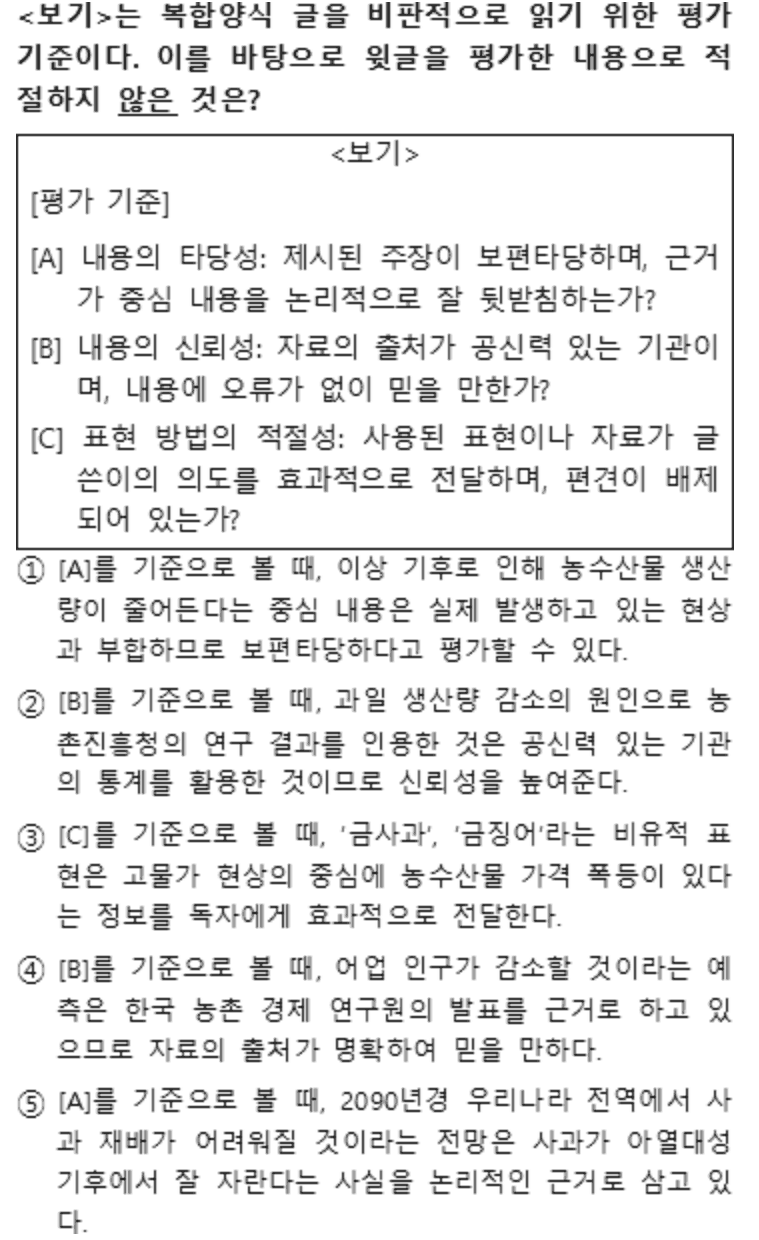 <보기>는 복합양식 글을 비판적으로 읽기 위한 평가
기준이다. 이를 바탕으로 윗글을 평가한 내용으로 적
절하지 않은 것은?
<보기>
[평가 기준]
[A] 내용의 타당성: 제시된 주장이 보편타당하며, 근거
가 중심 내용을 논리적으로 잘 뒷받침하는가?
[B] 내용의 신뢰성: 자료의 출처가 공신력 있는 기관이
며, 내용에 오류가 없이 믿을 만한가?
[C] 표현 방법의 적절성: 사용된 표현이나 자료가 글
쓴이의 의도를 효과적으로 전달하며, 편견이 배제
되어 있는가?
① [A]를 기준으로 볼 때, 이상 기후로 인해 농수산물 생산
량이 줄어든다는 중심 내용은 실제 발생하고 있는 현상
과 부합하므로 보편타당하다고 평가할 수 있다.
② [B]를 기준으로 볼 때, 과일 생산량 감소의 원인으로 농
촌진흥청의 연구 결과를 인용한 것은 공신력 있는 기관
의 통계를 활용한 것이므로 신뢰성을 높여준다.
③ [C]를 기준으로 볼 때, '금사과', '금징어'라는 비유적 표
현은 고물가 현상의 중심에 농수산물 가격 폭등이 있다
는 정보를 독자에게 효과적으로 전달한다.
④ [B]를 기준으로 볼 때, 어업 인구가 감소할 것이라는 예
측은 한국 농촌 경제 연구원의 발표를 근거로 하고 있
으므로 자료의 출처가 명확하여 믿을 만하다.
⑤ [A]를 기준으로 볼 때, 2090년경 우리나라 전역에서 사
과 재배가 어려워질 것이라는 전망은 사과가 아열대성
기후에서 잘 자란다는 사실을 논리적인 근거로 삼고 있
다.